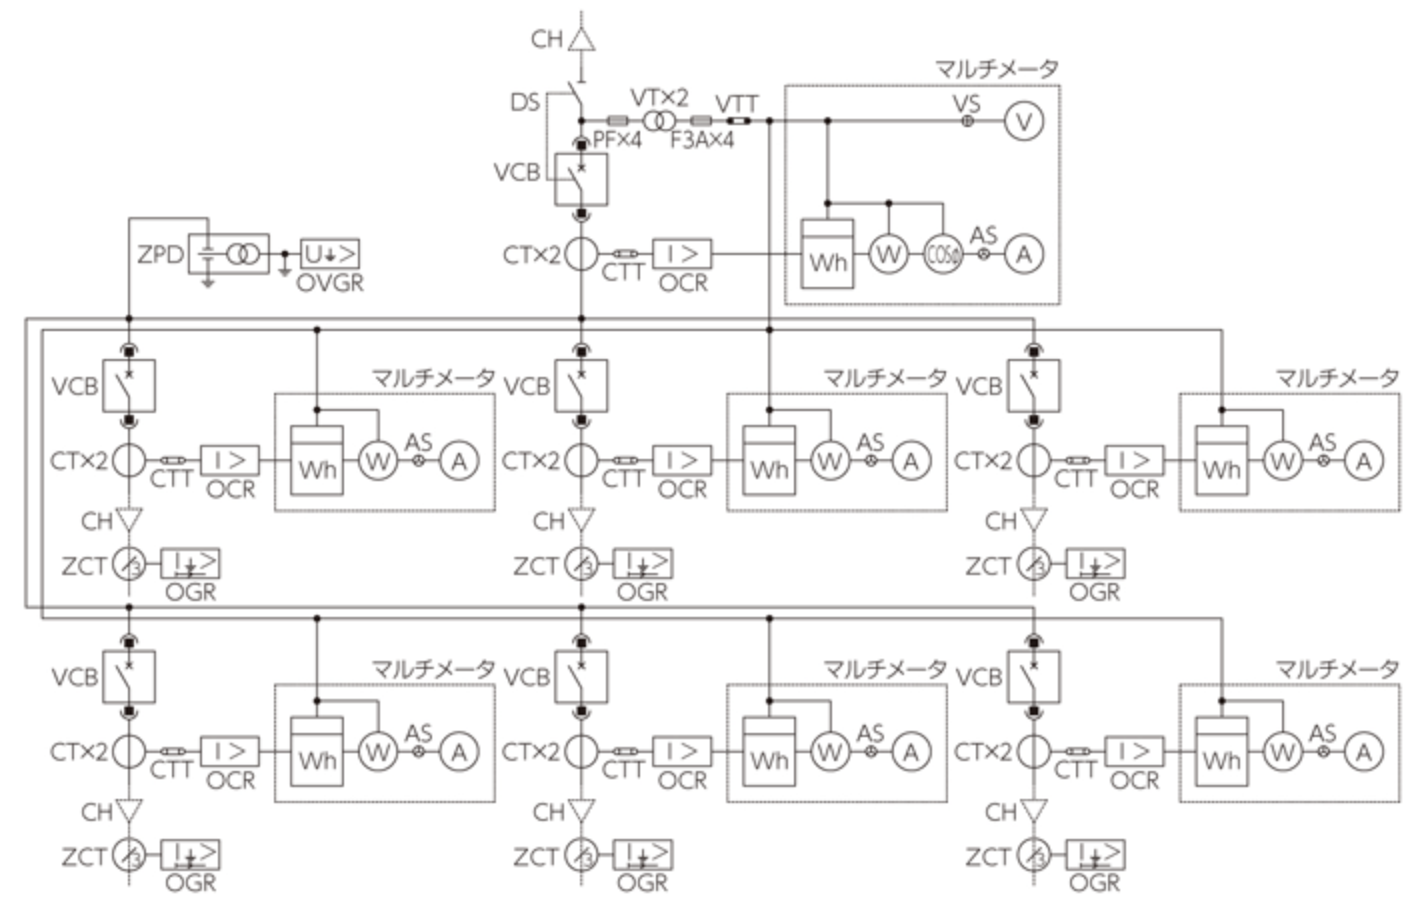 CH
マルチメータ
DS
VT×2
VTT
VS
V
PF×4
F3A×4
VCB
ZPD
U>
OVGR
CT×2
CTT
I>
OCR
Wh
W
COSφ
AS
A
VCB
マルチメータ
CT×2
CTT
I>
OCR
Wh
W
AS
A
CH
ZCT
3
I>
OGR
VCB
マルチメータ
CT×2
CTT
I>
OCR
Wh
W
AS
A
CH
ZCT
3
I>
OGR
VCB
マルチメータ
CT×2
CTT
I>
OCR
Wh
W
AS
A
CH
ZCT
3
I>
OGR
VCB
マルチメータ
CT×2
CTT
I>
OCR
Wh
W
AS
A
CH
ZCT
3
I>
OGR
VCB
マルチメータ
CT×2
CTT
I>
OCR
Wh
W
AS
A
CH
ZCT
3
I>
OGR
VCB
マルチメータ
CT×2
CTT
I>
OCR
Wh
W
AS
A
CH
ZCT
3
I>
OGR